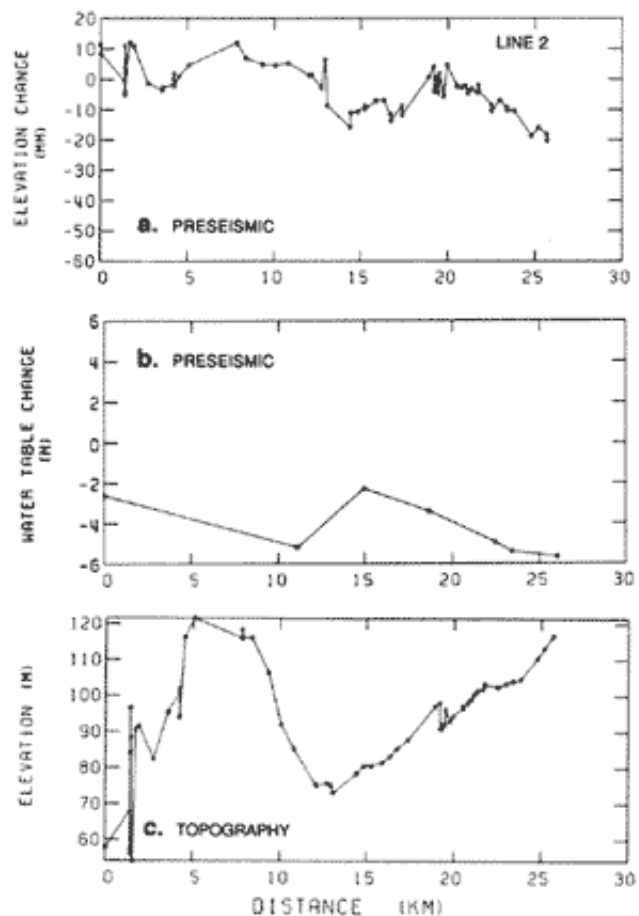 LINE 2
ELEVATION CHANGE
(MM)
20
10
0
-10
-20
-30
-40
-50
-60
a. PRESEISMIC
0 5 10 15 20 25 30
WATER TABLE CHANGE
(M)
6
4
2
0
-2
-4
-6
b. PRESEISMIC
0 5 10 15 20 25 30
ELEVATION (M)
120
110
100
90
80
70
60
c. TOPOGRAPHY
0 5 10 15 20 25 30
DISTANCE (KM)